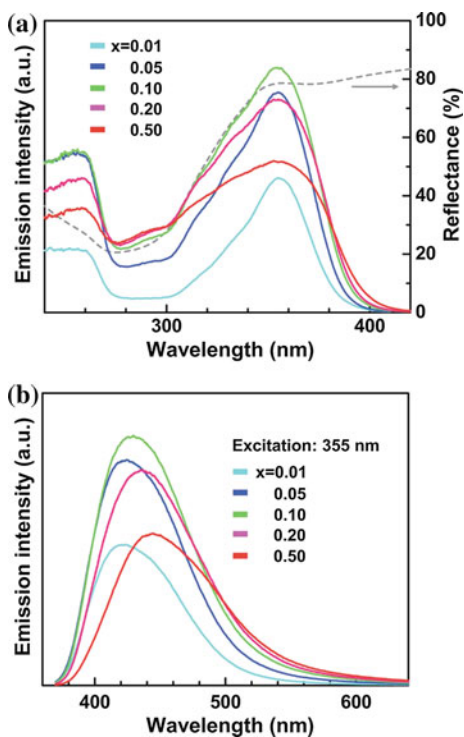 (a)
x=0.01
0.05
0.10
0.20
0.50
Emission intensity (a.u.)
100
80
60
40
20
0
Reflectance (%)
300
400
Wavelength (nm)
(b)
Excitation: 355 nm
x=0.01
0.05
0.10
0.20
0.50
Emission intensity (a.u.)
400
500
600
Wavelength (nm)